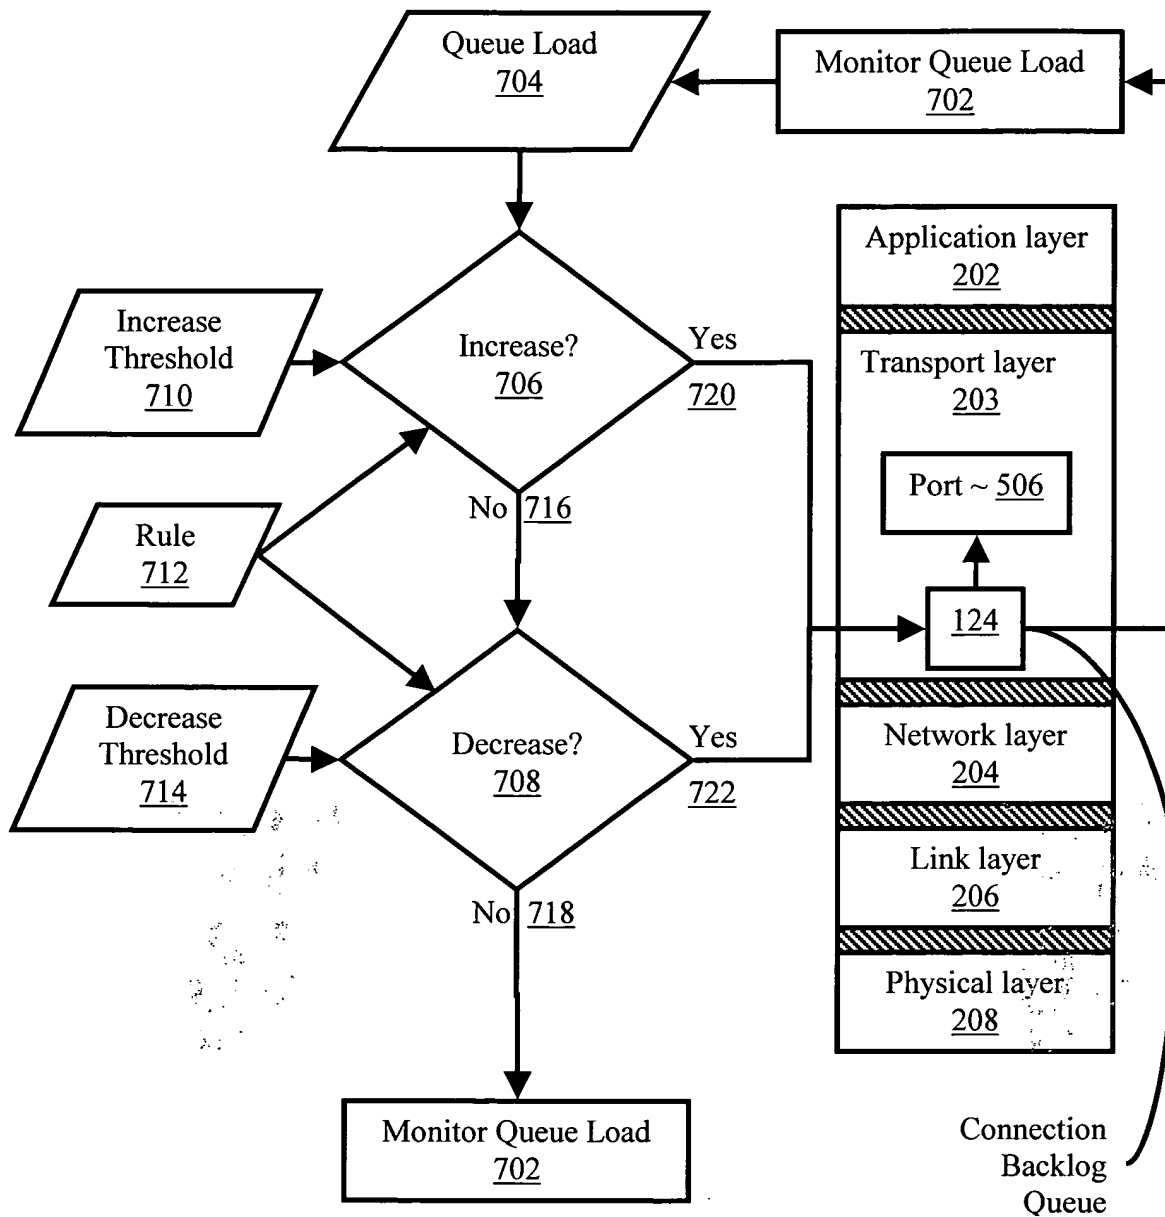 Queue Load
704
Monitor Queue Load
702
Application layer
202
Increase
Threshold
710
Increase?
706
Yes
720
Transport layer
203
Port ~ 506
No 716
Rule
712
124
Decrease
Threshold
714
Decrease?
708
Yes
722
Network layer
204
Link layer
206
No 718
Physical layer
208
Monitor Queue Load
702
Connection
Backlog
Queue